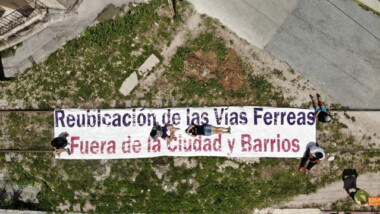 Reubicación de las Vías Ferreas
Fuera de la Ciudad y Barrios